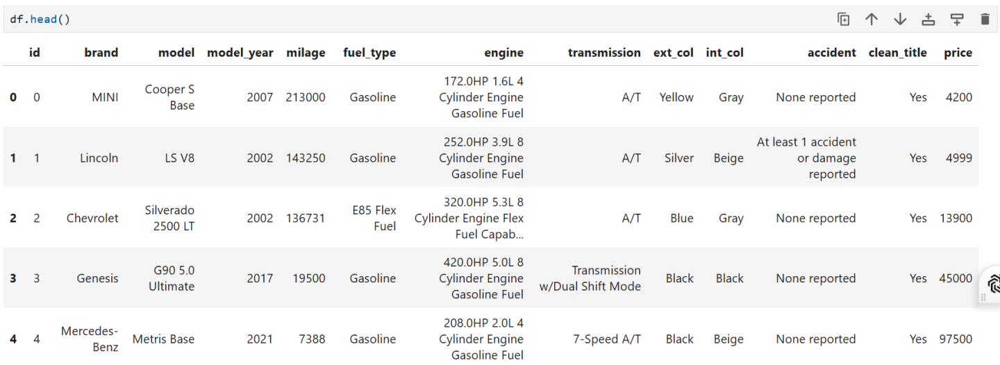 df.head()
id brand model model_year milage fuel_type engine transmission ext_col int_col accident clean_title price
0 0 MINI Cooper S Base 2007 213000 Gasoline 172.0HP 1.6L 4 Cylinder Engine Gasoline Fuel A/T Yellow Gray None reported Yes 4200
1 1 Lincoln LS V8 2002 143250 Gasoline 252.0HP 3.9L 8 Cylinder Engine Gasoline Fuel A/T Silver Beige At least 1 accident or damage reported Yes 4999
2 2 Chevrolet Silverado 2500 LT 2002 136731 E85 Flex Fuel 320.0HP 5.3L 8 Cylinder Engine Flex Fuel Capab... A/T Blue Gray None reported Yes 13900
3 3 Genesis G90 5.0 Ultimate 2017 19500 Gasoline 420.0HP 5.0L 8 Cylinder Engine Gasoline Fuel Transmission w/Dual Shift Mode Black Black None reported Yes 45000
4 4 Mercedes-Benz Metris Base 2021 7388 Gasoline 208.0HP 2.0L 4 Cylinder Engine Gasoline Fuel 7-Speed A/T Black Beige None reported Yes 97500